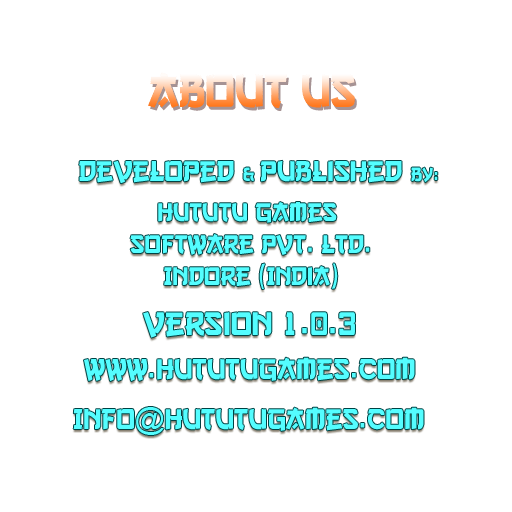 ABOUT US
DEVELOPED & PUBLISHED BY:
HUTUTU GAMES
SOFTWARE PVT. LTD.
INDORE (INDIA)
VERSION 1.0.3
WWW.HUTUTUGAMES.COM
INFO@HUTUTUGAMES.COM